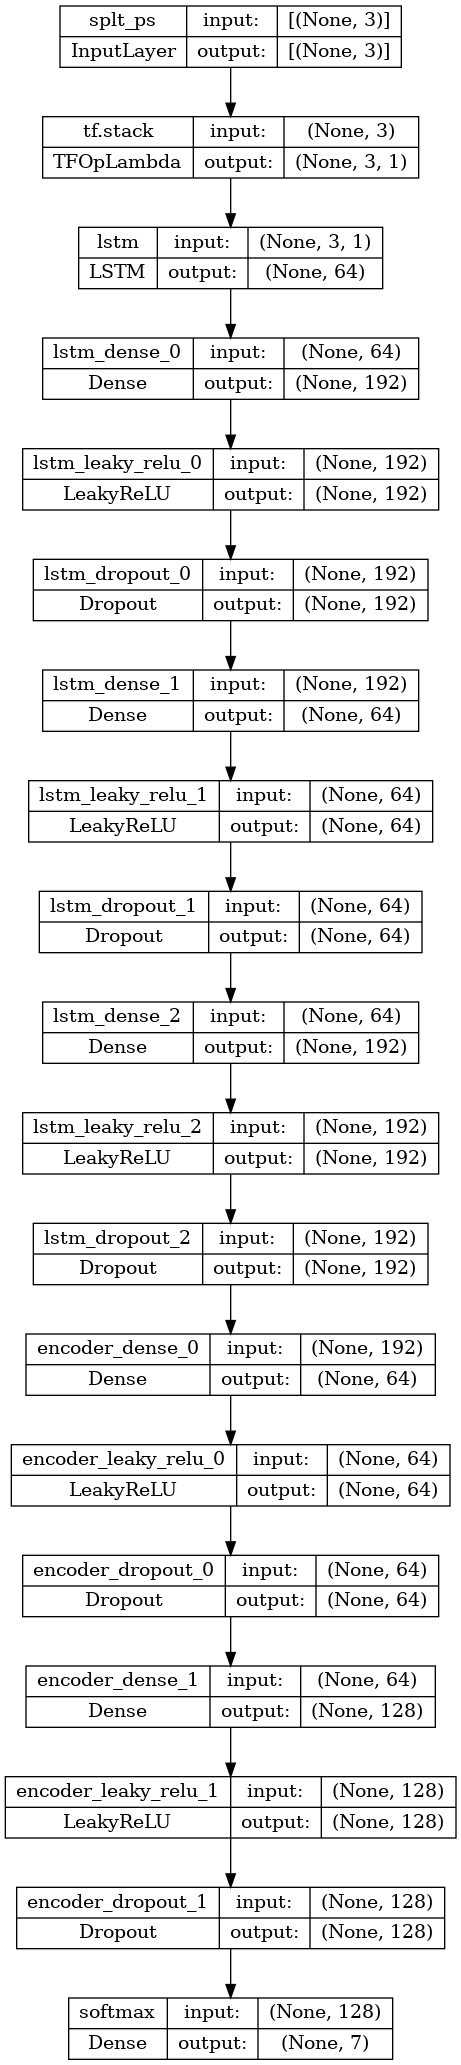 splt_ps input: [(None, 3)]
InputLayer output: [(None, 3)]
tf.stack input: (None, 3)
TFOpLambda output: (None, 3, 1)
lstm input: (None, 3, 1)
LSTM output: (None, 64)
lstm_dense_0 input: (None, 64)
Dense output: (None, 192)
lstm_leaky_relu_0 input: (None, 192)
LeakyReLU output: (None, 192)
lstm_dropout_0 input: (None, 192)
Dropout output: (None, 192)
lstm_dense_1 input: (None, 192)
Dense output: (None, 64)
lstm_leaky_relu_1 input: (None, 64)
LeakyReLU output: (None, 64)
lstm_dropout_1 input: (None, 64)
Dropout output: (None, 64)
lstm_dense_2 input: (None, 64)
Dense output: (None, 192)
lstm_leaky_relu_2 input: (None, 192)
LeakyReLU output: (None, 192)
lstm_dropout_2 input: (None, 192)
Dropout output: (None, 192)
encoder_dense_0 input: (None, 192)
Dense output: (None, 64)
encoder_leaky_relu_0 input: (None, 64)
LeakyReLU output: (None, 64)
encoder_dropout_0 input: (None, 64)
Dropout output: (None, 64)
encoder_dense_1 input: (None, 64)
Dense output: (None, 128)
encoder_leaky_relu_1 input: (None, 128)
LeakyReLU output: (None, 128)
encoder_dropout_1 input: (None, 128)
Dropout output: (None, 128)
softmax input: (None, 128)
Dense output: (None, 7)